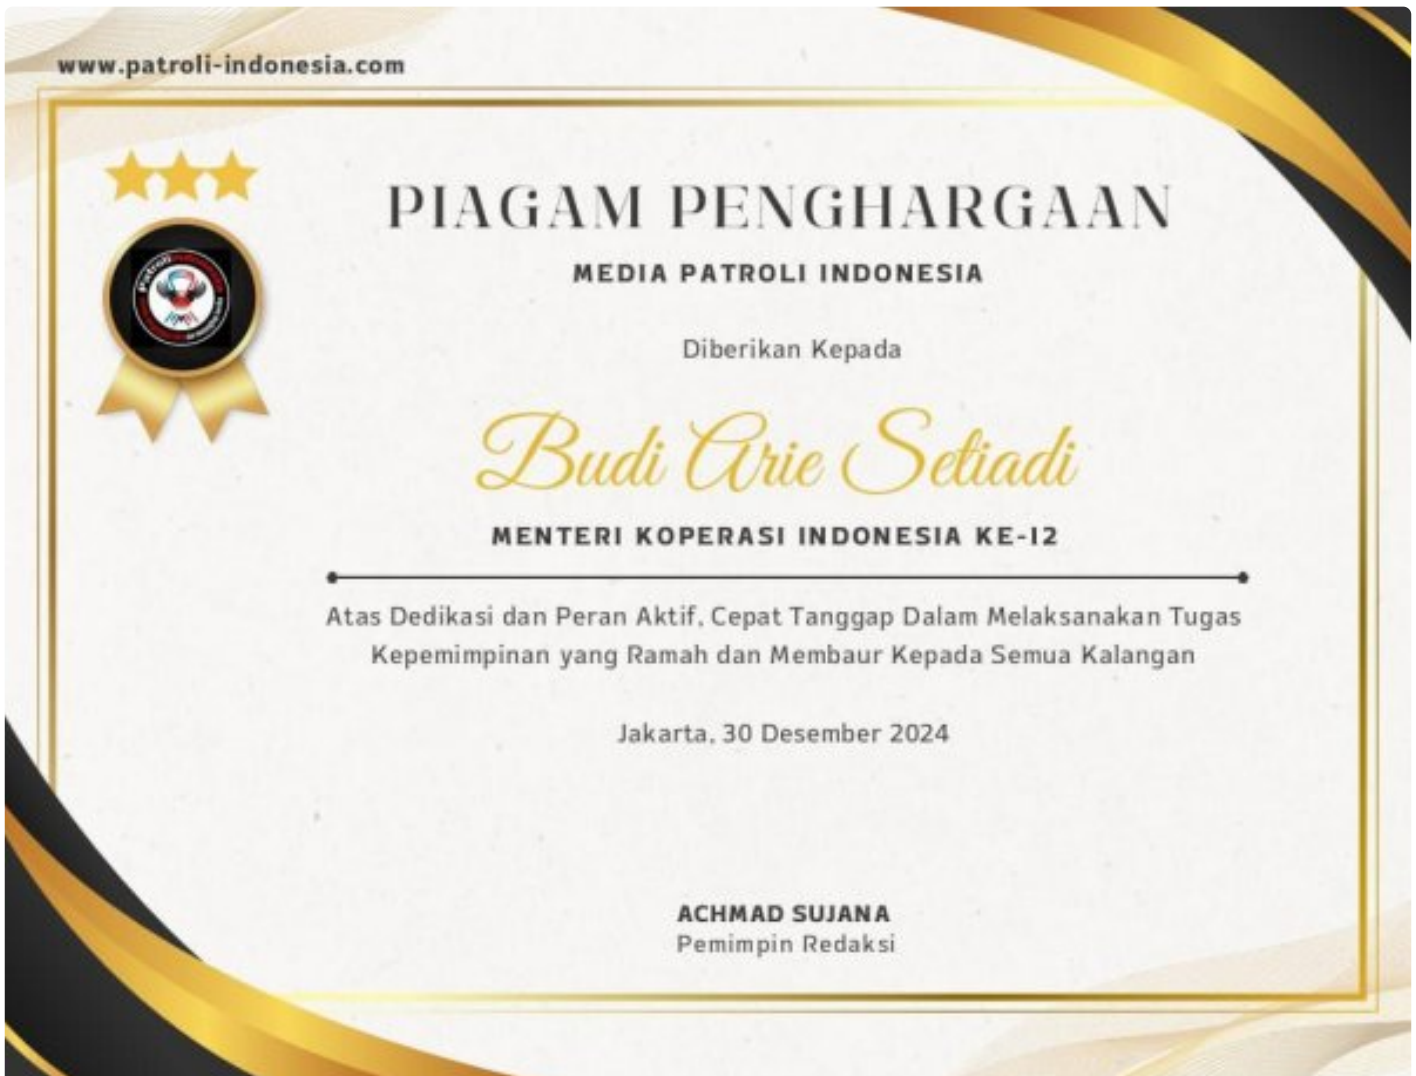 www.patroli-indonesia.com
PIAGAM PENGHARGAAN
MEDIA PATROLI INDONESIA
Diberikan Kepada
Budi Arie Setiadi
MENTERI KOPERASI INDONESIA KE-12
Atas Dedikasi dan Peran Aktif, Cepat Tanggap Dalam Melaksanakan Tugas
Kepemimpinan yang Ramah dan Membaur Kepada Semua Kalangan
Jakarta, 30 Desember 2024
ACHMAD SUJANA
Pemimpin Redaksi